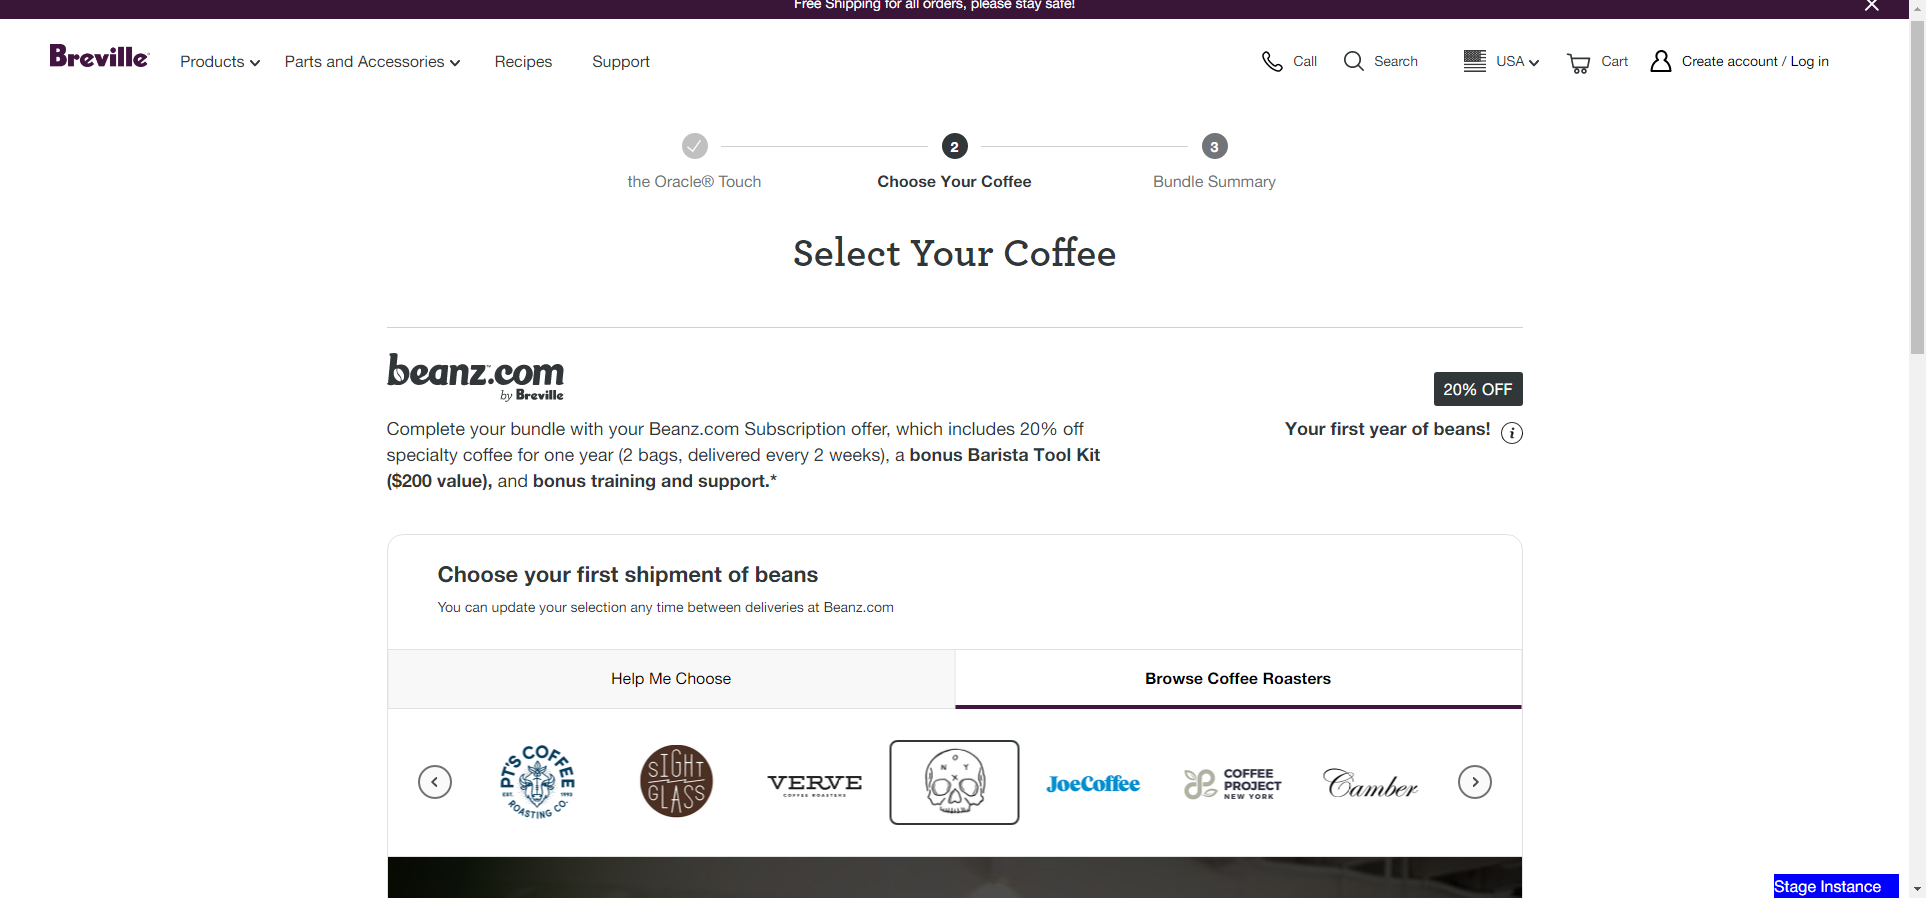 Free Shipping for all orders, please stay safe!
Breville
Products
Parts and Accessories
Recipes
Support
Call
Search
USA
Cart
Create account / Log in
2
3
the Oracle® Touch
Choose Your Coffee
Bundle Summary
Select Your Coffee
beanz.com
by Breville
20% OFF
Complete your bundle with your Beanz.com Subscription offer, which includes 20% off
specialty coffee for one year (2 bags, delivered every 2 weeks), a bonus Barista Tool Kit
($200 value), and bonus training and support.*
Your first year of beans!
i
Choose your first shipment of beans
You can update your selection any time between deliveries at Beanz.com
Help Me Choose
Browse Coffee Roasters
PT'S COFFEE
EST. 1993
ROASTING CO.
SIGHT
GLASS
VERVE
COFFEE ROASTERS
N O Y X
JoeCoffee
COFFEE
PROJECT
NEW YORK
Camber
Stage Instance